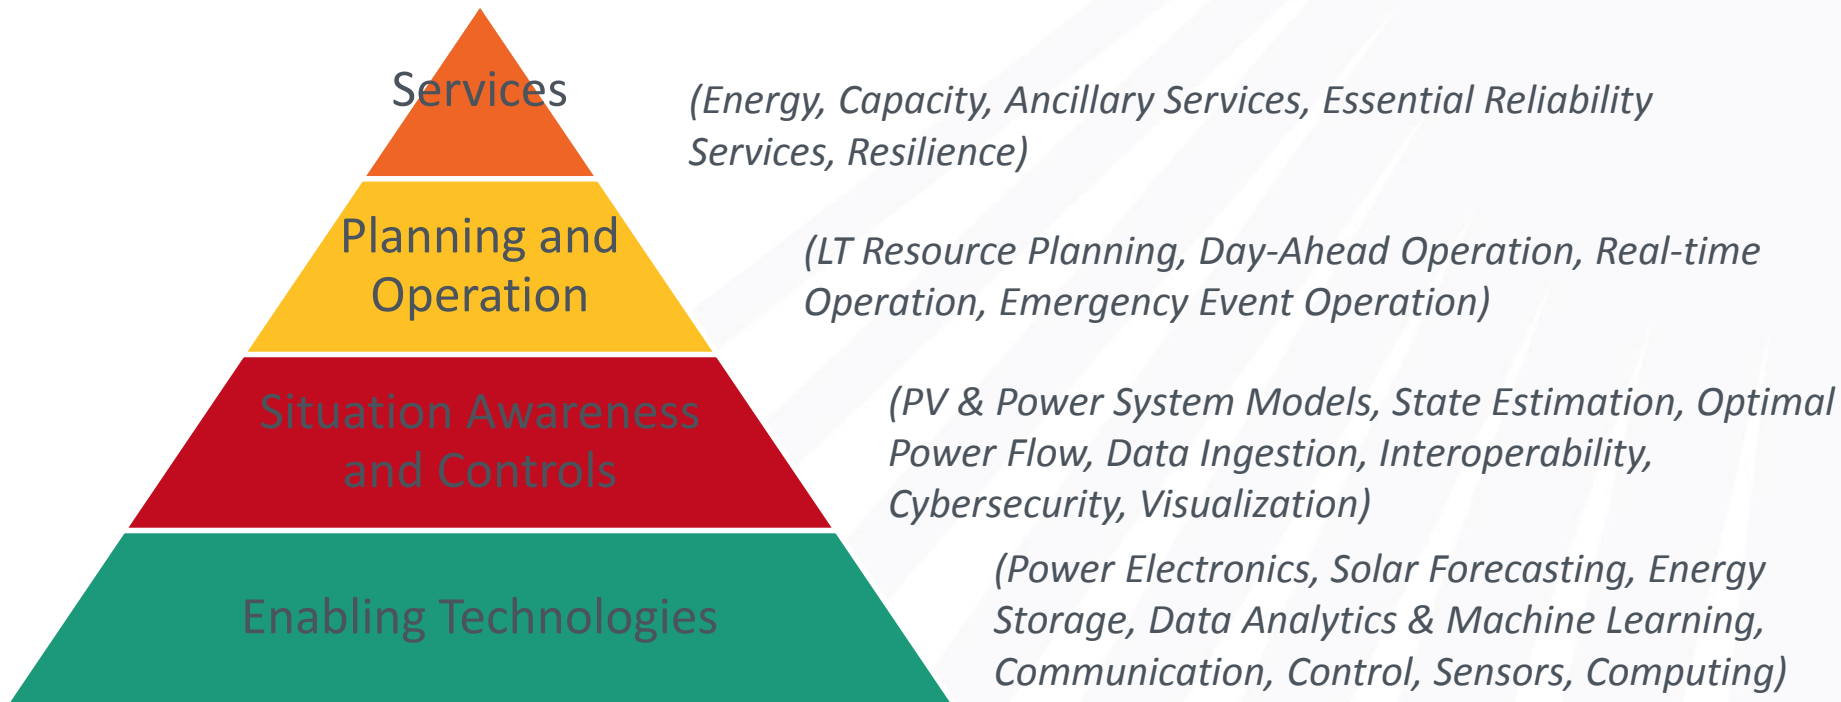 Services
(Energy, Capacity, Ancillary Services, Essential Reliability
Services, Resilience)
Planning and
Operation
(LT Resource Planning, Day-Ahead Operation, Real-time
Operation, Emergency Event Operation)
Situation Awareness
and Controls
(PV & Power System Models, State Estimation, Optimal
Power Flow, Data Ingestion, Interoperability,
Cybersecurity, Visualization)
Enabling Technologies
(Power Electronics, Solar Forecasting, Energy
Storage, Data Analytics & Machine Learning,
Communication, Control, Sensors, Computing)